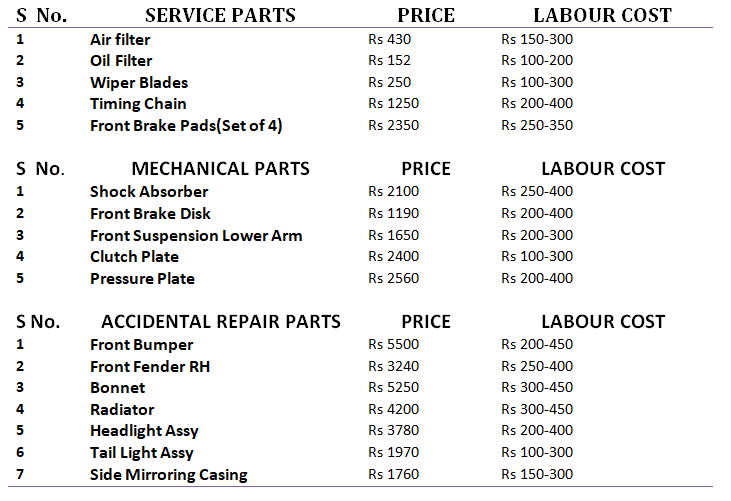 S No. SERVICE PARTS PRICE LABOUR COST
1 Air filter Rs 430 Rs 150-300
2 Oil Filter Rs 152 Rs 100-200
3 Wiper Blades Rs 250 Rs 100-300
4 Timing Chain Rs 1250 Rs 200-400
5 Front Brake Pads(Set of 4) Rs 2350 Rs 250-350
S No. MECHANICAL PARTS PRICE LABOUR COST
1 Shock Absorber Rs 2100 Rs 250-400
2 Front Brake Disk Rs 1190 Rs 200-400
3 Front Suspension Lower Arm Rs 1650 Rs 200-300
4 Clutch Plate Rs 2400 Rs 100-300
5 Pressure Plate Rs 2560 Rs 200-400
S No. ACCIDENTAL REPAIR PARTS PRICE LABOUR COST
1 Front Bumper Rs 5500 Rs 200-450
2 Front Fender RH Rs 3240 Rs 250-400
3 Bonnet Rs 5250 Rs 300-450
4 Radiator Rs 4200 Rs 300-450
5 Headlight Assy Rs 3780 Rs 200-400
6 Tail Light Assy Rs 1970 Rs 100-300
7 Side Mirroring Casing Rs 1760 Rs 150-300